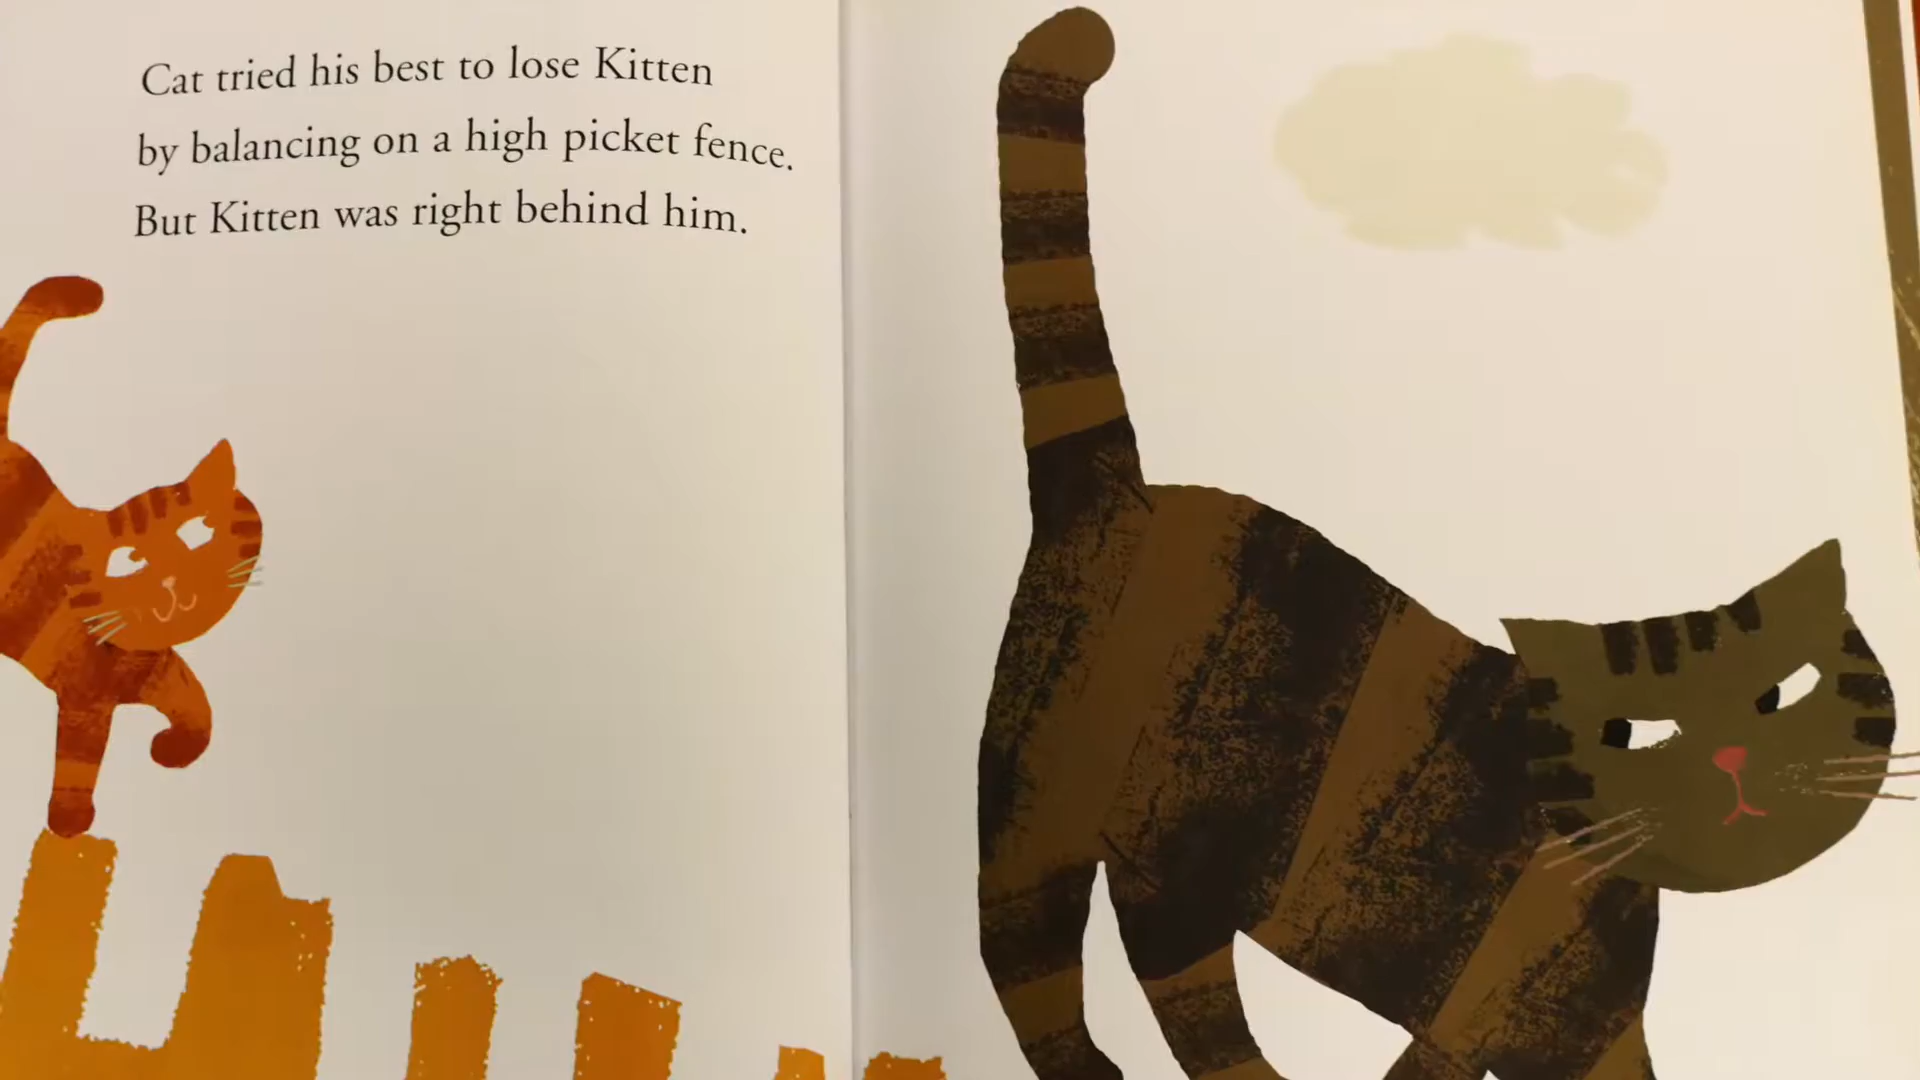 Cat tried his best to lose Kitten
by balancing on a high picket fence.
But Kitten was right behind him.